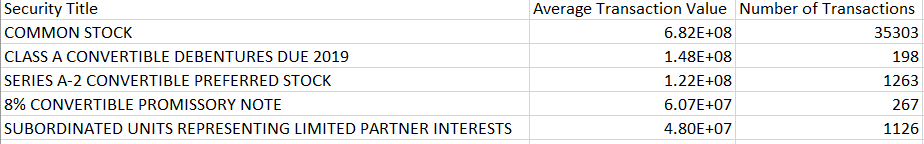 Security Title Average Transaction Value Number of Transactions
COMMON STOCK 6.82E+08 35303
CLASS A CONVERTIBLE DEBENTURES DUE 2019 1.48E+08 198
SERIES A-2 CONVERTIBLE PREFERRED STOCK 1.22E+08 1263
8% CONVERTIBLE PROMISSORY NOTE 6.07E+07 267
SUBORDINATED UNITS REPRESENTING LIMITED PARTNER INTERESTS 4.80E+07 1126